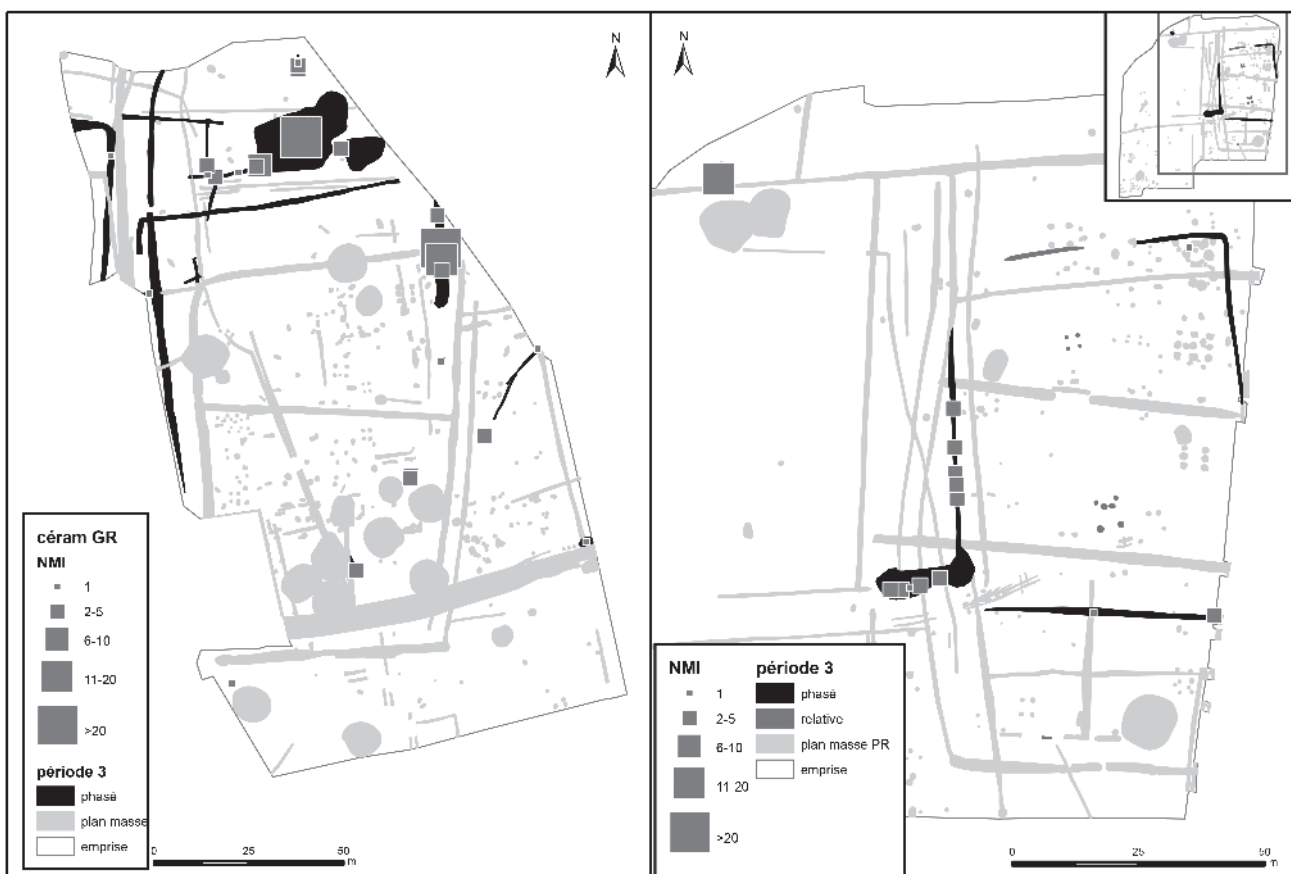 N
céram GR
NMI
1
2-5
6-10
11-20
>20
période 3
phasé
plan masse
emprise
0 25 50
m
N
NMI
1
2-5
6-10
11 20
>20
période 3
phasé
relative
plan masse PR
emprise
0 25 50
m